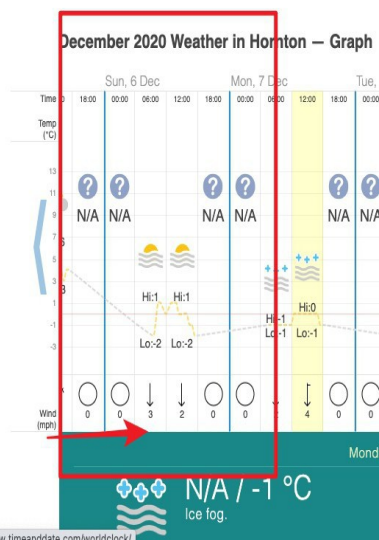 December 2020 Weather in Hornton — Graph
Sun, 6 Dec Mon, 7 Dec Tue,
Time 18:00 00:00 06:00 12:00 18:00 00:00 06:00 12:00 18:00 00:00
Temp
(°C)
13
11
9
7
5
3
1
-1
-3
? ? ? ? ? ?
N/A N/A N/A N/A N/A N/A
Hi:1 Hi:1 Hi:-1 Hi:0
Lo:-2 Lo:-2 Lo:-1 Lo:-1
Wind
(mph)
0 0 3 2 0 0 4 0 0
Monda
N/A / -1 °C
Ice fog.
w.timeanddate.com/worldclock/